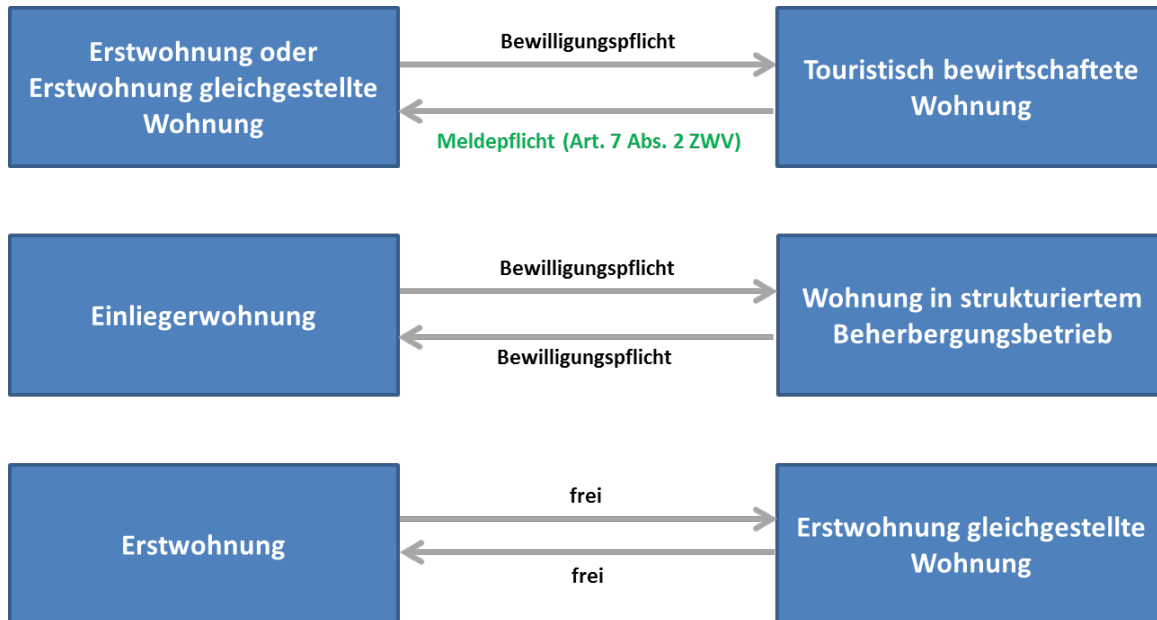 Erstwohnung oder
Erstwohnung gleichgestellte
Wohnung
Bewilligungspflicht
Meldepflicht (Art. 7 Abs. 2 ZWV)
Touristisch bewirtschaftete
Wohnung
Einliegerwohnung
Bewilligungspflicht
Bewilligungspflicht
Wohnung in strukturiertem
Beherbergungsbetrieb
Erstwohnung
frei
frei
Erstwohnung gleichgestellte
Wohnung